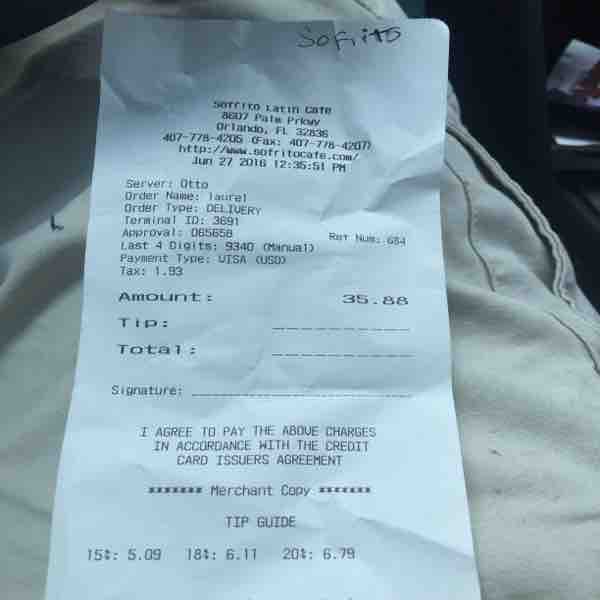 Sofrito
Sofrito Latin Cafe
8607 Palm Prkwy
Orlando, FL 32836
407-778-4205 (Fax: 407-778-4207)
http://www.sofritocafe.com/
Jun 27 2016 12:35:51 PM
Server: Otto
Order Name: laurel
Order Type: DELIVERY
Terminal ID: 3691
Approval: 065658 Ref Num: 684
Last 4 Digits: 9340 (Manual)
Payment Type: VISA (USD)
Tax: 1.93
Amount: 35.88
Tip: __________
Total: __________
Signature: ____________________
I AGREE TO PAY THE ABOVE CHARGES
IN ACCORDANCE WITH THE CREDIT
CARD ISSUERS AGREEMENT
******* Merchant Copy *******
TIP GUIDE
15%: 5.09 18%: 6.11 20%: 6.79